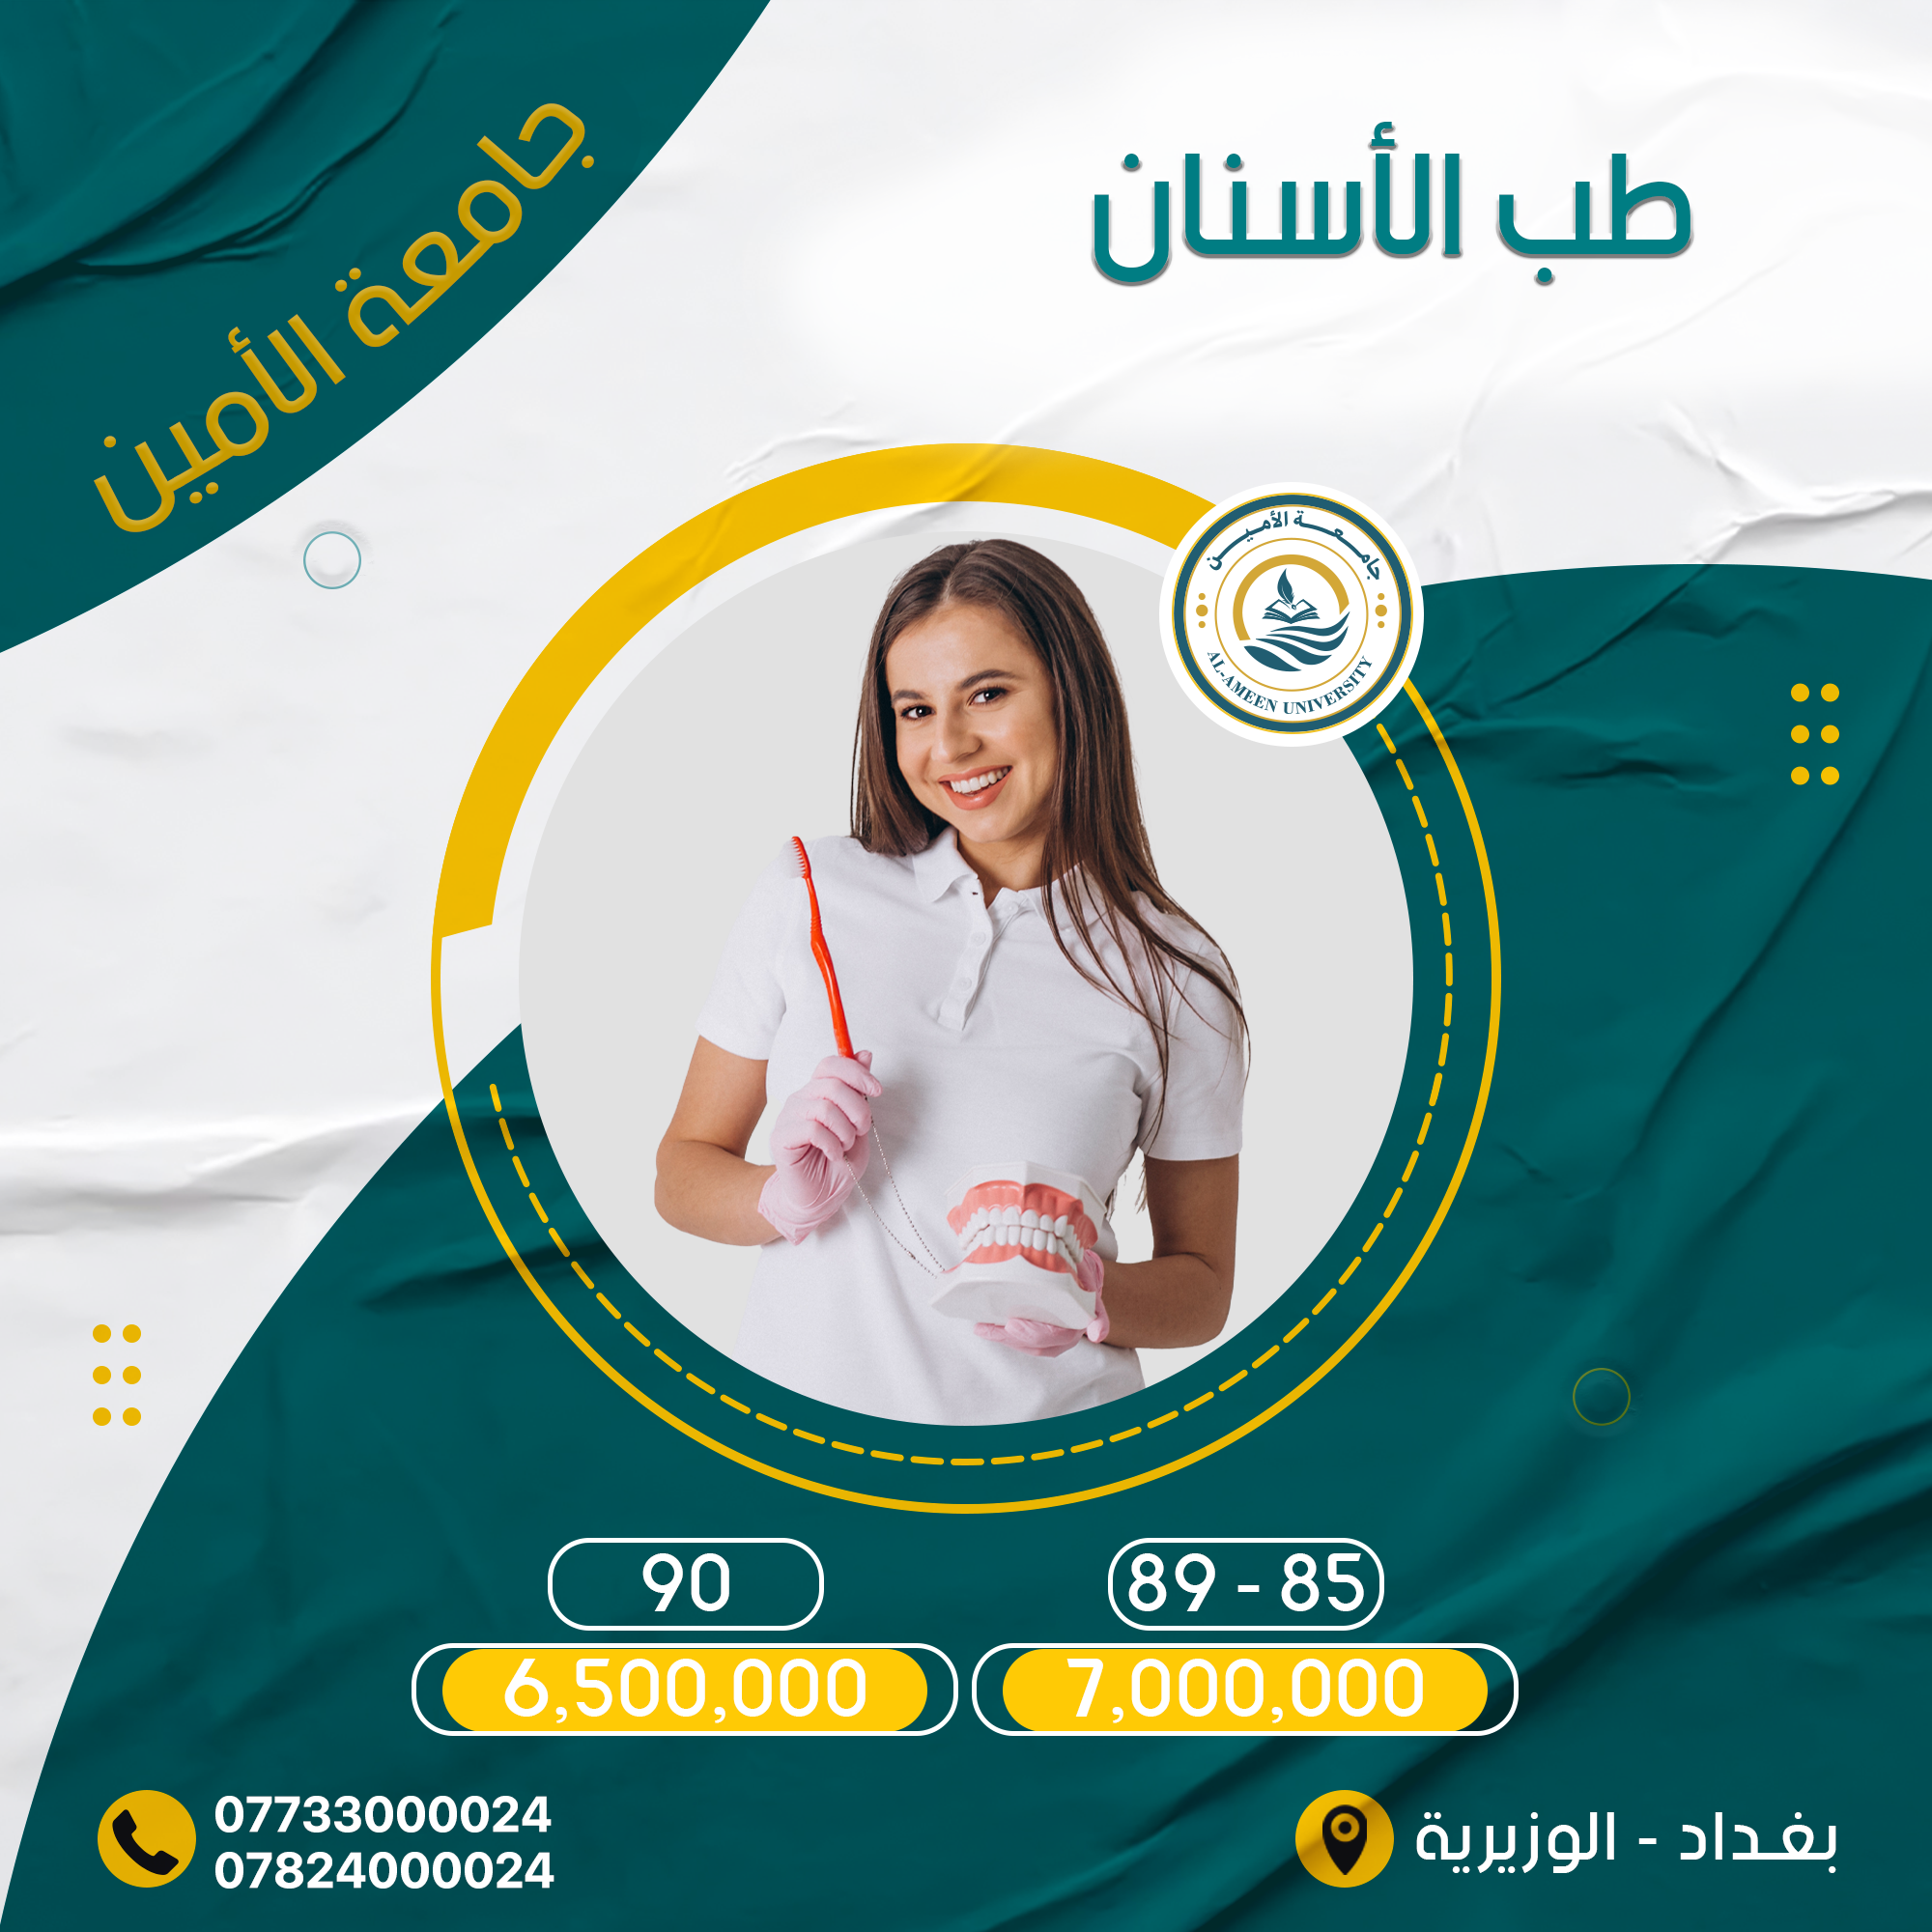 طب الأسنان
جامعة الأمين
جامعة الأمين
AL-AMEEN UNIVERSITY
89 - 85
90
7,000,000
6,500,000
بغداد - الوزيرية
07733000024
07824000024